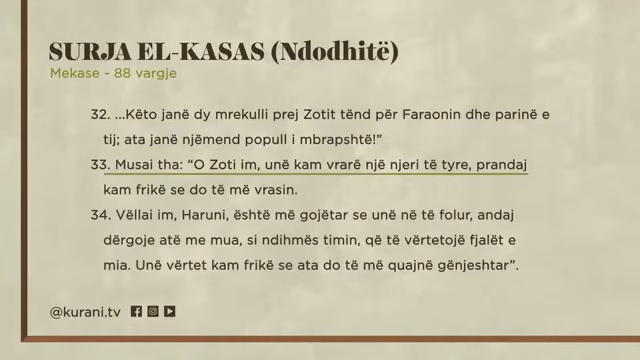 SURJA EL-KASAS (Ndodhitë)
Mekase - 88 vargje
32. ...Këto janë dy mrekulli prej Zotit tënd për Faraonin dhe parinë e
tij; ata janë njëmend popull i mbrapshtë!”
33. Musai tha: “O Zoti im, unë kam vrarë një njeri të tyre, prandaj
kam frikë se do të më vrasin.
34. Vëllai im, Haruni, është më gojëtar se unë në të folur, andaj
dërgoje atë me mua, si ndihmës timin, që të vërtetojë fjalët e
mia. Unë vërtet kam frikë se ata do të më quajnë gënjeshtar”.
@kurani.tv